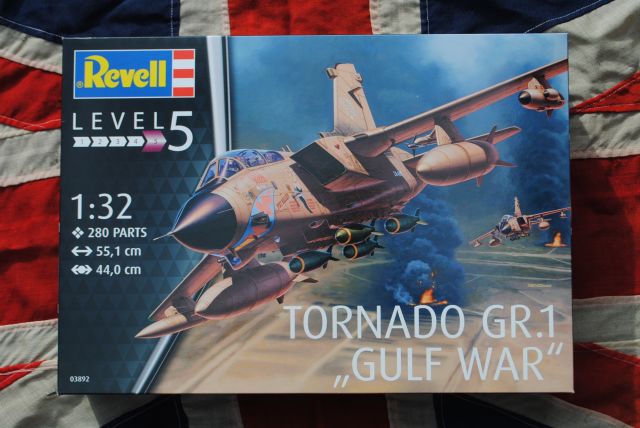 ®Revell
LEVEL 5
1 2 3 4 5
1:32
280 PARTS
55,1 cm
44,0 cm
03892
TORNADO GR.1
„GULF WAR“